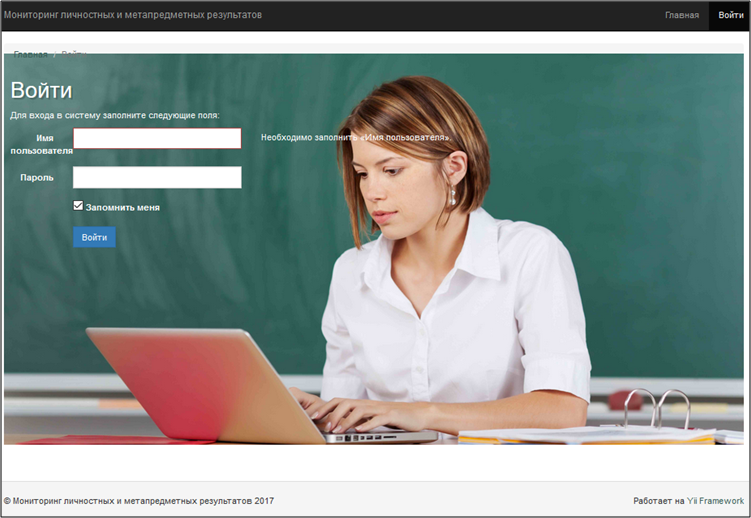 Мониторинг личностных и метапредметных результатов Главная Войти
Главная / Войти
Войти
Для входа в систему заполните следующие поля:
Имя
пользователя
Необходимо заполнить «Имя пользователя».
Пароль
Запомнить меня
Войти
© Мониторинг личностных и метапредметных результатов 2017 Работает на Yii Framework